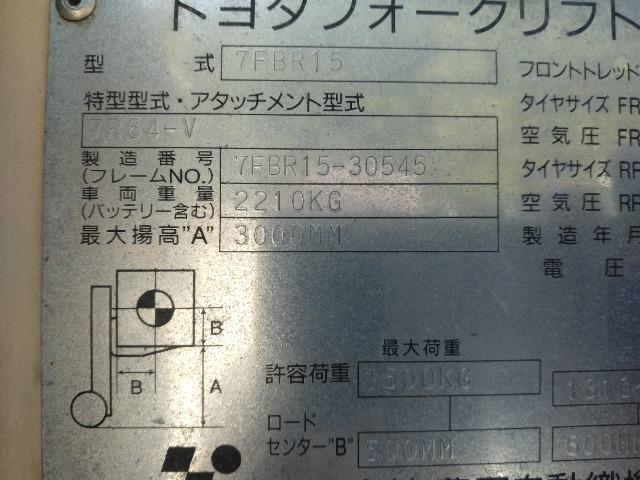 トヨタフォークリフト
型式 7FBR15 フロントトレッド
特型型式・アタッチメント型式 タイヤサイズ FR
7R64-V 空気圧 FR
製造番号(フレームNO.) 7FBR15-30545 タイヤサイズ RR
車両重量(バッテリー含む) 2210KG 空気圧 RR
最大揚高"A" 3000MM 製造年月
電圧
最大荷重
B
許容荷重 1500KG
B A
ロードセンター"B" 500MM 600